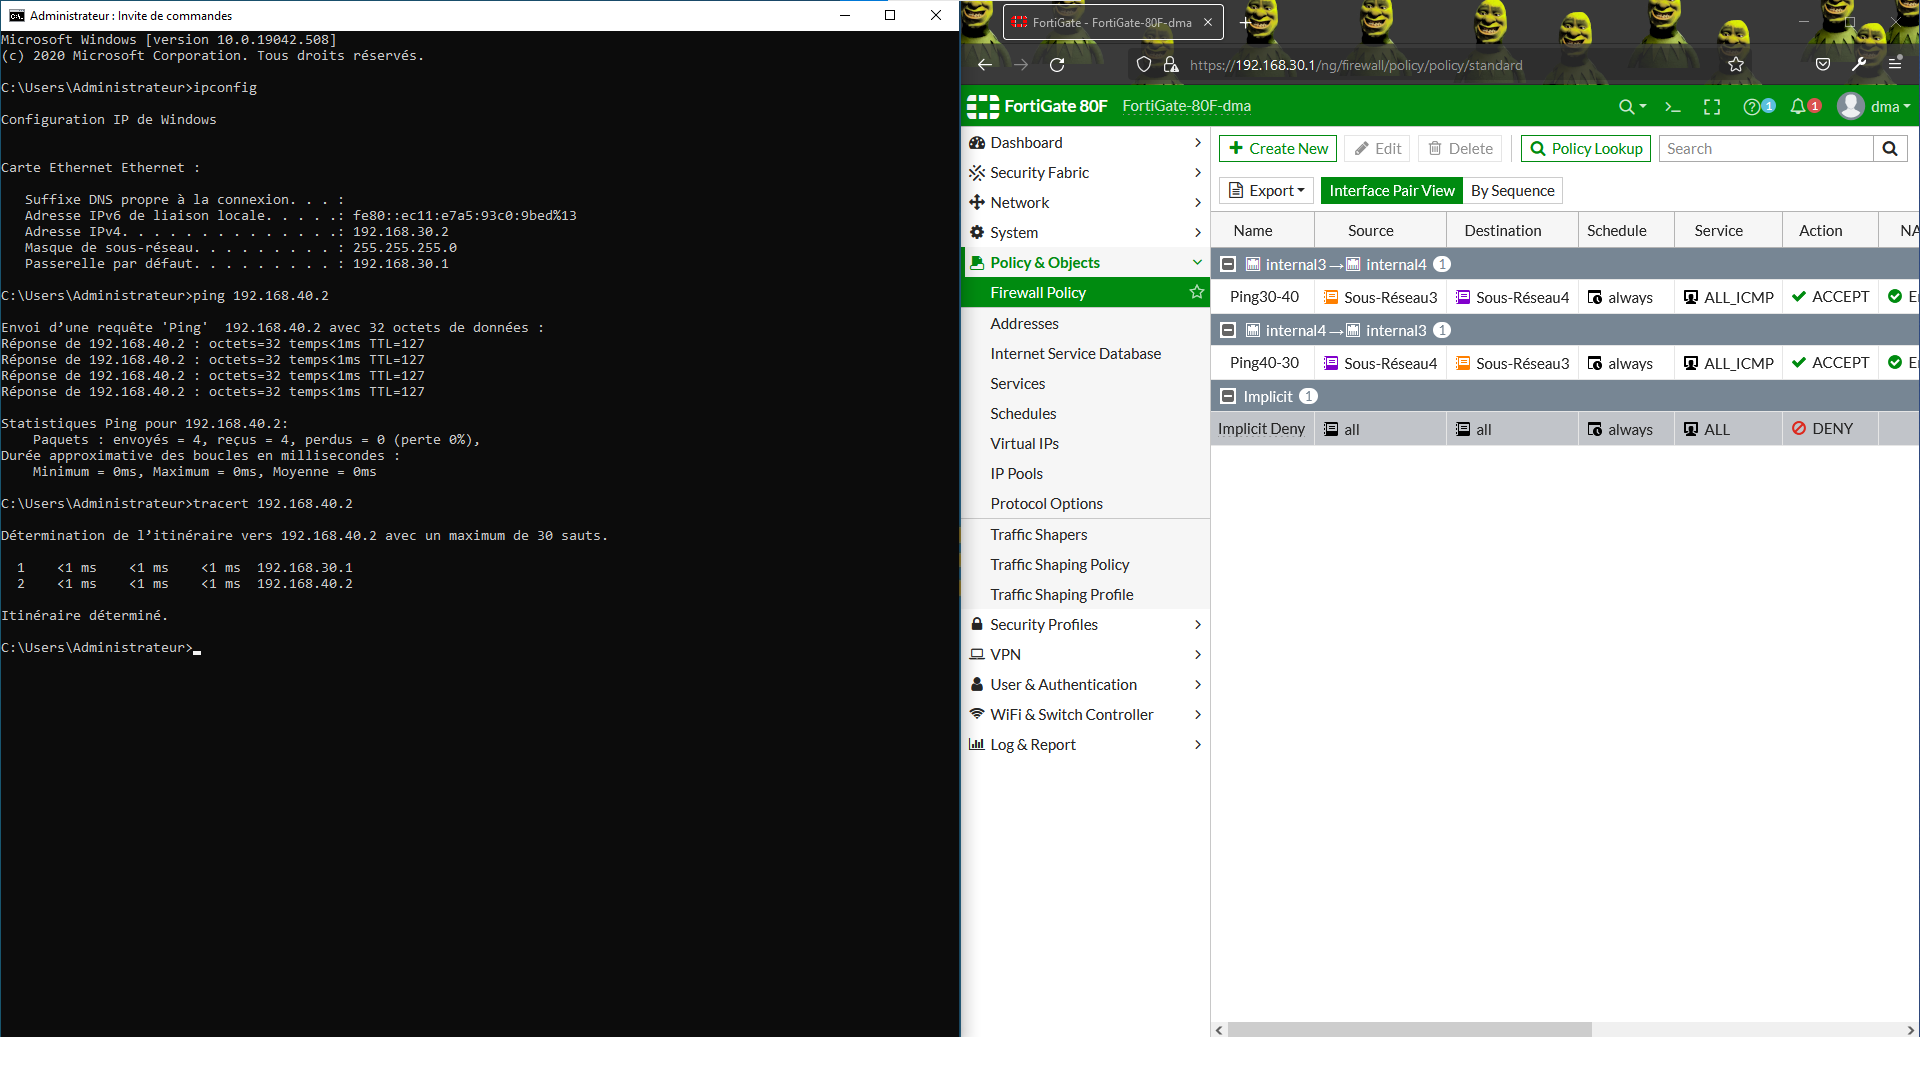 Administrateur : Invite de commandes
Microsoft Windows [version 10.0.19042.508]
(c) 2020 Microsoft Corporation. Tous droits réservés.
C:\Users\Administrateur>ipconfig
Configuration IP de Windows
Carte Ethernet Ethernet :
Suffixe DNS propre à la connexion. . . :
Adresse IPv6 de liaison locale. . . . .: fe80::ec11:e7a5:93c0:9bed%13
Adresse IPv4. . . . . . . . . . . . . .: 192.168.30.2
Masque de sous-réseau. . . . . . . . . : 255.255.255.0
Passerelle par défaut. . . . . . . . . : 192.168.30.1
C:\Users\Administrateur>ping 192.168.40.2
Envoi d’une requête 'Ping'  192.168.40.2 avec 32 octets de données :
Réponse de 192.168.40.2 : octets=32 temps<1ms TTL=127
Réponse de 192.168.40.2 : octets=32 temps<1ms TTL=127
Réponse de 192.168.40.2 : octets=32 temps<1ms TTL=127
Réponse de 192.168.40.2 : octets=32 temps<1ms TTL=127
Statistiques Ping pour 192.168.40.2:
Paquets : envoyés = 4, reçus = 4, perdus = 0 (perte 0%),
Durée approximative des boucles en millisecondes :
Minimum = 0ms, Maximum = 0ms, Moyenne = 0ms
C:\Users\Administrateur>tracert 192.168.40.2
Détermination de l’itinéraire vers 192.168.40.2 avec un maximum de 30 sauts.
1    <1 ms    <1 ms    <1 ms  192.168.30.1
2    <1 ms    <1 ms    <1 ms  192.168.40.2
Itinéraire déterminé.
C:\Users\Administrateur>
FortiGate - FortiGate-80F-dma
https://192.168.30.1/ng/firewall/policy/policy/standard
FortiGate 80F FortiGate-80F-dma 1 1 dma
Dashboard
Security Fabric
Network
System
Policy & Objects
Firewall Policy
Addresses
Internet Service Database
Services
Schedules
Virtual IPs
IP Pools
Protocol Options
Traffic Shapers
Traffic Shaping Policy
Traffic Shaping Profile
Security Profiles
VPN
User & Authentication
WiFi & Switch Controller
Log & Report
Create New Edit Delete Policy Lookup Search
Export Interface Pair View By Sequence
Name Source Destination Schedule Service Action NA
internal3 → internal4 1
Ping30-40 Sous-Réseau3 Sous-Réseau4 always ALL_ICMP ACCEPT E
internal4 → internal3 1
Ping40-30 Sous-Réseau4 Sous-Réseau3 always ALL_ICMP ACCEPT E
Implicit 1
Implicit Deny all all always ALL DENY